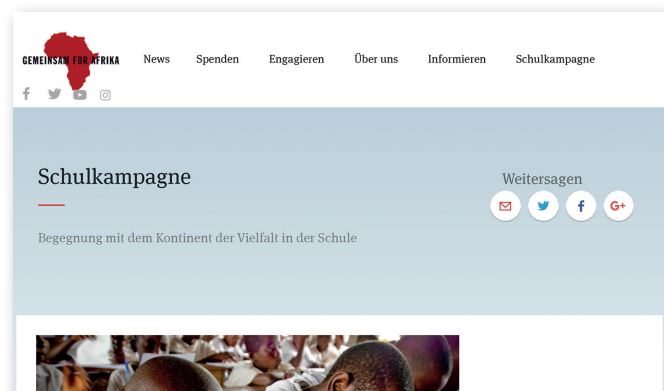 GEMEINSAM FÜR AFRIKA
News Spenden Engagieren Über uns Informieren Schulkampagne
Schulkampagne
Weitersagen
G+
Begegnung mit dem Kontinent der Vielfalt in der Schule